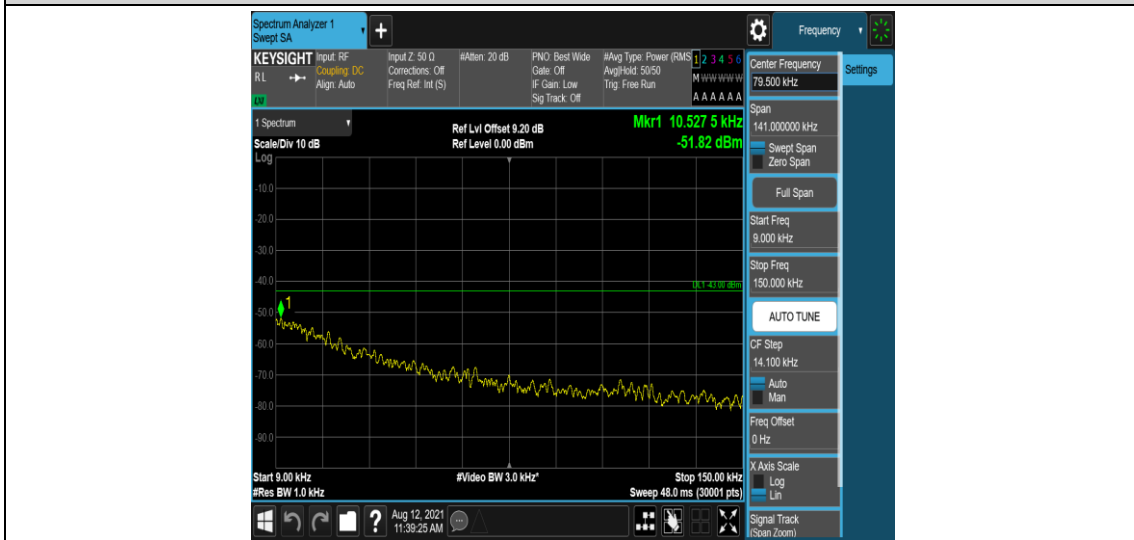 Spectrum Analyzer 1
Swept SA
+
Frequency
KEYSIGHT
RL
Input: RF
Coupling: DC
Align: Auto
Input Z: 50 Ω
Corrections: Off
Freq Ref: Int (S)
#Atten: 20 dB
PNO: Best Wide
Gate: Off
IF Gain: Low
Sig Track: Off
#Avg Type: Power (RMS
Avg|Hold: 50/50
Trig: Free Run
1 2 3 4 5 6
M W W W W W
A A A A A A
1 Spectrum
Scale/Div 10 dB
Log
Ref Lvl Offset 9.20 dB
Ref Level 0.00 dBm
Mkr1 10.527 5 kHz
-51.82 dBm
-10.0
-20.0
-30.0
-40.0
-50.0
-60.0
-70.0
-80.0
-90.0
DL1 -43.00 dBm
1
Start 9.00 kHz
#Res BW 1.0 kHz
#Video BW 3.0 kHz*
Stop 150.00 kHz
Sweep 48.0 ms (30001 pts)
Center Frequency
79.500 kHz
Settings
Span
141.000000 kHz
Swept Span
Zero Span
Full Span
Start Freq
9.000 kHz
Stop Freq
150.000 kHz
AUTO TUNE
CF Step
14.100 kHz
Auto
Man
Freq Offset
0 Hz
X Axis Scale
Log
Lin
Signal Track
(Span Zoom)
?
Aug 12, 2021
11:39:25 AM